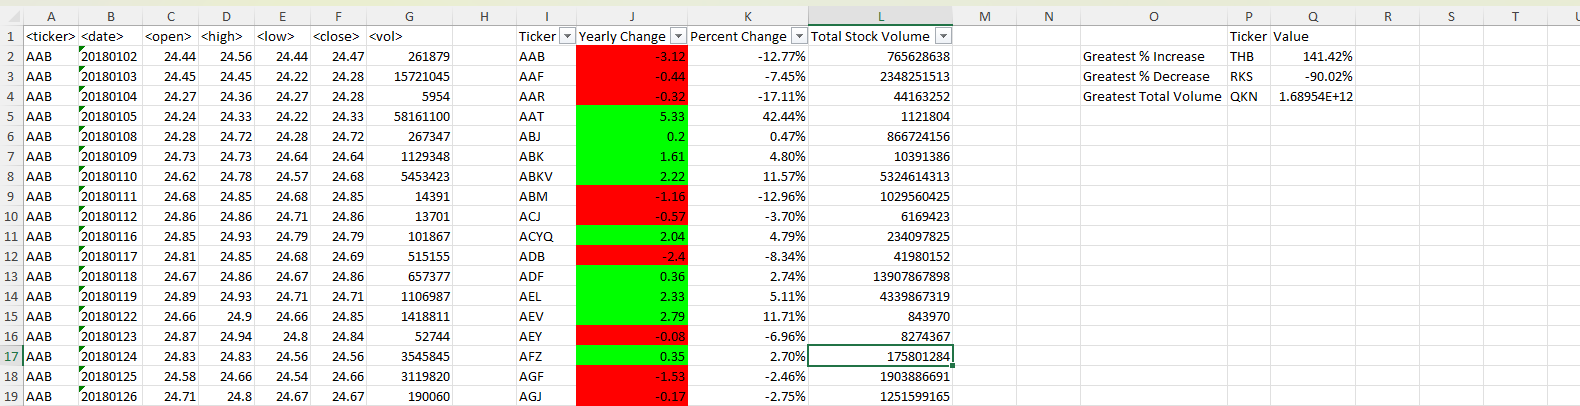 A B C D E F G H I J K L M N O P Q R S T
1 <ticker> <date> <open> <high> <low> <close> <vol> Ticker Yearly Change Percent Change Total Stock Volume Ticker Value
2 AAB 20180102 24.44 24.56 24.44 24.47 261879 AAB -3.12 -12.77% 765628638 Greatest % Increase THB 141.42%
3 AAB 20180103 24.45 24.45 24.22 24.28 15721045 AAF -0.44 -7.45% 2348251513 Greatest % Decrease RKS -90.02%
4 AAB 20180104 24.27 24.36 24.27 24.28 5954 AAR -0.32 -17.11% 44163252 Greatest Total Volume QKN 1.68954E+12
5 AAB 20180105 24.24 24.33 24.22 24.33 58161100 AAT 5.33 42.44% 1121804
6 AAB 20180108 24.28 24.72 24.28 24.72 267347 ABJ 0.2 0.47% 866724156
7 AAB 20180109 24.73 24.73 24.64 24.64 1129348 ABK 1.61 4.80% 10391386
8 AAB 20180110 24.62 24.78 24.57 24.68 5453423 ABKV 2.22 11.57% 5324614313
9 AAB 20180111 24.68 24.85 24.68 24.85 14391 ABM -1.16 -12.96% 1029560425
10 AAB 20180112 24.86 24.86 24.71 24.86 13701 ACJ -0.57 -3.70% 6169423
11 AAB 20180116 24.85 24.93 24.79 24.79 101867 ACYQ 2.04 4.79% 234097825
12 AAB 20180117 24.81 24.85 24.68 24.69 515155 ADB -2.4 -8.34% 41980152
13 AAB 20180118 24.67 24.86 24.67 24.86 657377 ADF 0.36 2.74% 13907867898
14 AAB 20180119 24.89 24.93 24.71 24.71 1106987 AEL 2.33 5.11% 4339867319
15 AAB 20180122 24.66 24.9 24.66 24.85 1418811 AEV 2.79 11.71% 843970
16 AAB 20180123 24.87 24.94 24.8 24.84 52744 AEY -0.08 -6.96% 8274367
17 AAB 20180124 24.83 24.83 24.56 24.56 3545845 AFZ 0.35 2.70% 175801284
18 AAB 20180125 24.58 24.66 24.54 24.66 3119820 AGF -1.53 -2.46% 1903886691
19 AAB 20180126 24.71 24.8 24.67 24.67 190060 AGJ -0.17 -2.75% 1251599165